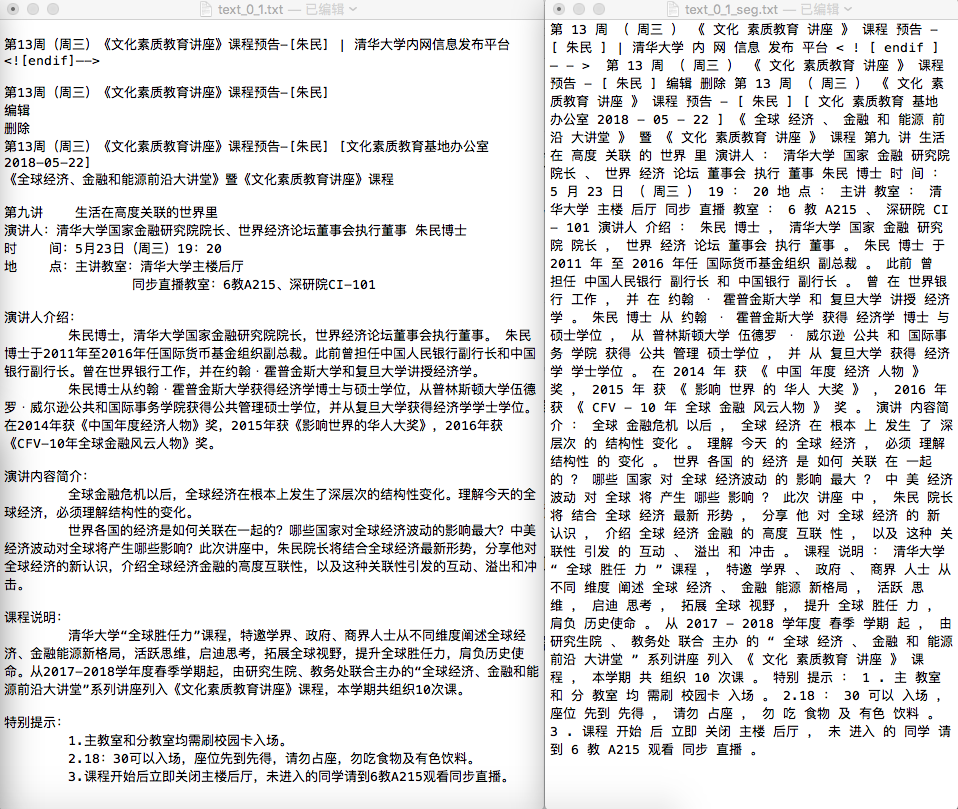 text_0_1.txt — 已编辑
第13周（周三）《文化素质教育讲座》课程预告-[朱民] | 清华大学内网信息发布平台
<![endif]-->
第13周（周三）《文化素质教育讲座》课程预告-[朱民]
编辑
删除
第13周（周三）《文化素质教育讲座》课程预告-[朱民] [文化素质教育基地办公室
2018-05-22]
《全球经济、金融和能源前沿大讲堂》暨《文化素质教育讲座》课程
第九讲 生活在高度关联的世界里
演讲人：清华大学国家金融研究院院长、世界经济论坛董事会执行董事 朱民博士
时 间：5月23日（周三）19：20
地 点：主讲教室：清华大学主楼后厅
同步直播教室：6教A215、深研院CI-101
演讲人介绍：
朱民博士，清华大学国家金融研究院院长，世界经济论坛董事会执行董事。 朱民
博士于2011年至2016年任国际货币基金组织副总裁。此前曾担任中国人民银行副行长和中国
银行副行长。曾在世界银行工作，并在约翰·霍普金斯大学和复旦大学讲授经济学。
朱民博士从约翰·霍普金斯大学获得经济学博士与硕士学位，从普林斯顿大学伍德
罗·威尔逊公共和国际事务学院获得公共管理硕士学位，并从复旦大学获得经济学学士学位。
在2014年获《中国年度经济人物》奖，2015年获《影响世界的华人大奖》，2016年获
《CFV-10年全球金融风云人物》奖。
演讲内容简介：
全球金融危机以后，全球经济在根本上发生了深层次的结构性变化。理解今天的全
球经济，必须理解结构性的变化。
世界各国的经济是如何关联在一起的？哪些国家对全球经济波动的影响最大？中美
经济波动对全球将产生哪些影响？此次讲座中，朱民院长将结合全球经济最新形势，分享他对
全球经济的新认识，介绍全球经济金融的高度互联性，以及这种关联性引发的互动、溢出和冲
击。
课程说明：
清华大学“全球胜任力”课程，特邀学界、政府、商界人士从不同维度阐述全球经
济、金融能源新格局，活跃思维，启迪思考，拓展全球视野，提升全球胜任力，肩负历史使
命。从2017-2018学年度春季学期起，由研究生院、教务处联合主办的“全球经济、金融和能
源前沿大讲堂”系列讲座列入《文化素质教育讲座》课程，本学期共组织10次课。
特别提示：
1.主教室和分教室均需刷校园卡入场。
2.18：30可以入场，座位先到先得，请勿占座，勿吃食物及有色饮料。
3.课程开始后立即关闭主楼后厅，未进入的同学请到6教A215观看同步直播。
text_0_1_seg.txt — 已编辑
第 13 周 （ 周三 ） 《 文化 素质教育 讲座 》 课程 预告 -
[ 朱民 ] | 清华大学 内 网 信息 发布 平台 < ! [ endif ]
- - > 第 13 周 （ 周三 ） 《 文化 素质教育 讲座 》 课程
预告 - [ 朱民 ] 编辑 删除 第 13 周 （ 周三 ） 《 文化 素
质教育 讲座 》 课程 预告 - [ 朱民 ] [ 文化 素质教育 基地
办公室 2018 - 05 - 22 ] 《 全球 经济 、 金融 和 能源 前
沿 大讲堂 》 暨 《 文化 素质教育 讲座 》 课程 第九 讲 生活
在 高度 关联 的 世界 里 演讲人 ： 清华大学 国家 金融 研究院
院长 、 世界 经济 论坛 董事会 执行 董事 朱民 博士 时 间 ：
5 月 23 日 （ 周三 ） 19 ： 20 地 点 ： 主讲 教室 ： 清
华大学 主楼 后厅 同步 直播 教室 ： 6 教 A215 、 深研院 CI
- 101 演讲人 介绍 ： 朱民 博士 ， 清华大学 国家 金融 研究
院 院长 ， 世界 经济 论坛 董事会 执行 董事 。 朱民 博士 于
2011 年 至 2016 年任 国际货币基金组织 副总裁 。 此前 曾
担任 中国人民银行 副行长 和 中国银行 副行长 。 曾 在 世界银
行 工作 ， 并 在 约翰 · 霍普金斯大学 和 复旦大学 讲授 经济
学 。 朱民 博士 从 约翰 · 霍普金斯大学 获得 经济学 博士 与
硕士学位 ， 从 普林斯顿大学 伍德罗 · 威尔逊 公共 和 国际事
务 学院 获得 公共 管理 硕士学位 ， 并 从 复旦大学 获得 经济
学 学士学位 。 在 2014 年 获 《 中国 年度 经济 人物 》
奖 ， 2015 年 获 《 影响 世界 的 华人 大奖 》 ， 2016 年
获 《 CFV - 10 年 全球 金融 风云人物 》 奖 。 演讲 内容简
介 ： 全球 金融危机 以后 ， 全球 经济 在 根本 上 发生 了 深
层次 的 结构性 变化 。 理解 今天 的 全球 经济 ， 必须 理解
结构性 的 变化 。 世界 各国 的 经济 是 如何 关联 在 一起
的 ？ 哪些 国家 对 全球 经济波动 的 影响 最大 ？ 中 美 经济
波动 对 全球 将 产生 哪些 影响 ？ 此次 讲座 中 ， 朱民 院长
将 结合 全球 经济 最新 形势 ， 分享 他 对 全球 经济 的 新
认识 ， 介绍 全球 经济 金融 的 高度 互联 性 ， 以及 这种 关
联性 引发 的 互动 、 溢出 和 冲击 。 课程 说明 ： 清华大学
“ 全球 胜任 力 ” 课程 ， 特邀 学界 、 政府 、 商界 人士 从
不同 维度 阐述 全球 经济 、 金融 能源 新格局 ， 活跃 思
维 ， 启迪 思考 ， 拓展 全球 视野 ， 提升 全球 胜任 力 ，
肩负 历史使命 。 从 2017 - 2018 学年度 春季 学期 起 ， 由
研究生院 、 教务处 联合 主办 的 “ 全球 经济 、 金融 和 能源
前沿 大讲堂 ” 系列讲座 列入 《 文化 素质教育 讲座 》 课
程 ， 本学期 共 组织 10 次课 。 特别 提示 ： 1 . 主 教室
和 分 教室 均 需刷 校园卡 入场 。 2.18 ： 30 可以 入场 ，
座位 先到 先得 ， 请勿 占座 ， 勿 吃 食物 及 有色 饮料 。
3 . 课程 开始 后 立即 关闭 主楼 后厅 ， 未 进入 的 同学 请
到 6 教 A215 观看 同步 直播 。